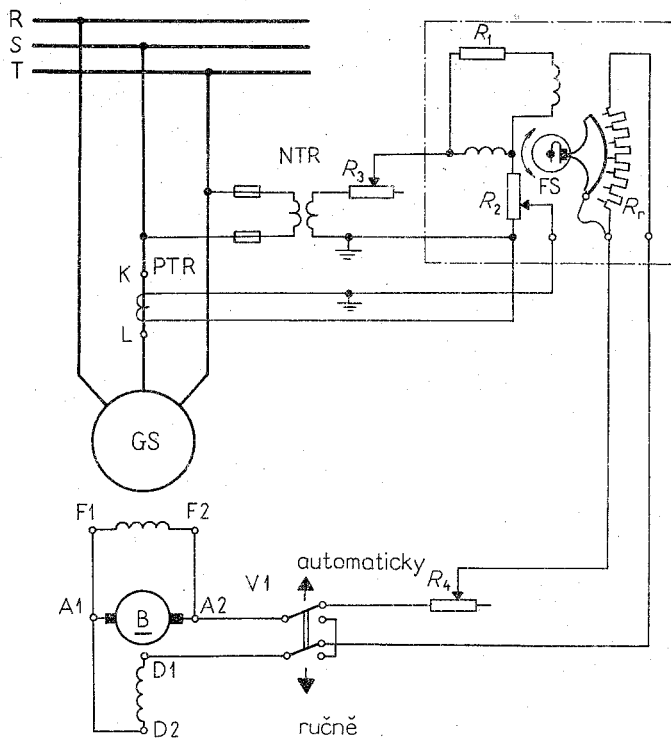 R
S
T
R1
NTR
R3
FS
R2
Rr
K PTR
L
GS
F1 F2
automaticky
V1
R4
A1 B A2
D1
D2
ručně